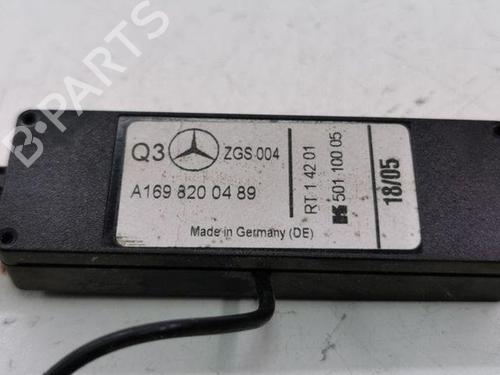 Q3 ZGS 004
A169 820 04 89
Made in Germany (DE)
RT 1 42 01
K 501 100 05
18/05